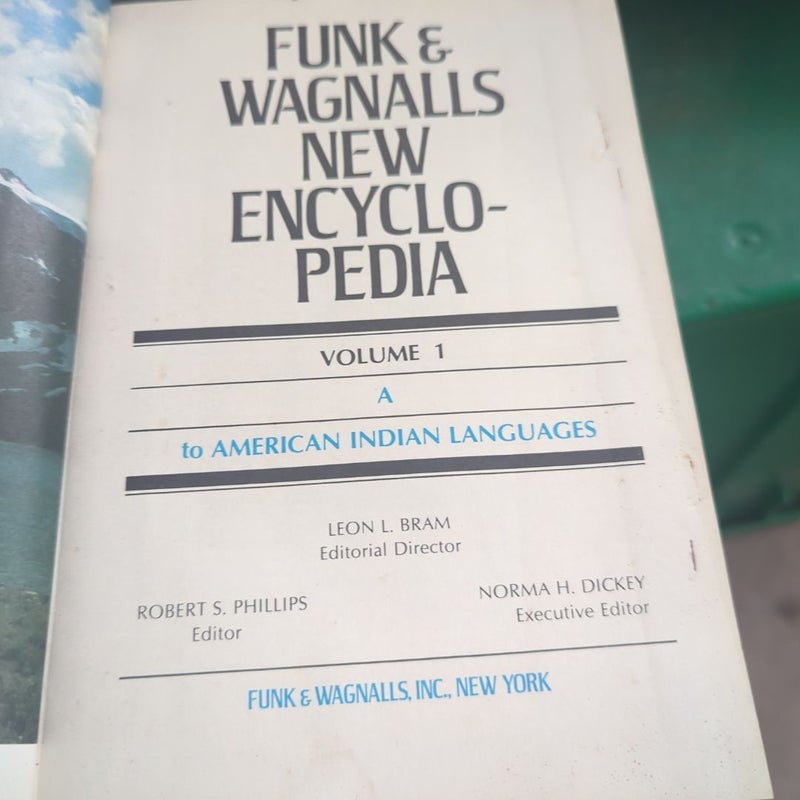 FUNK &
WAGNALLS
NEW
ENCYCLO-
PEDIA
VOLUME 1
A
to AMERICAN INDIAN LANGUAGES
LEON L. BRAM
Editorial Director
ROBERT S. PHILLIPS
Editor
NORMA H. DICKEY
Executive Editor
FUNK & WAGNALLS, INC., NEW YORK